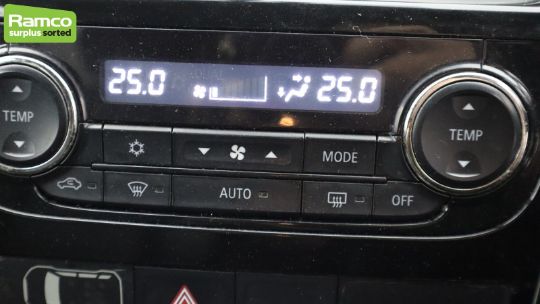 Ramco
surplus sorted
25.0 25.0
TEMP
TEMP
MODE
AUTO
OFF